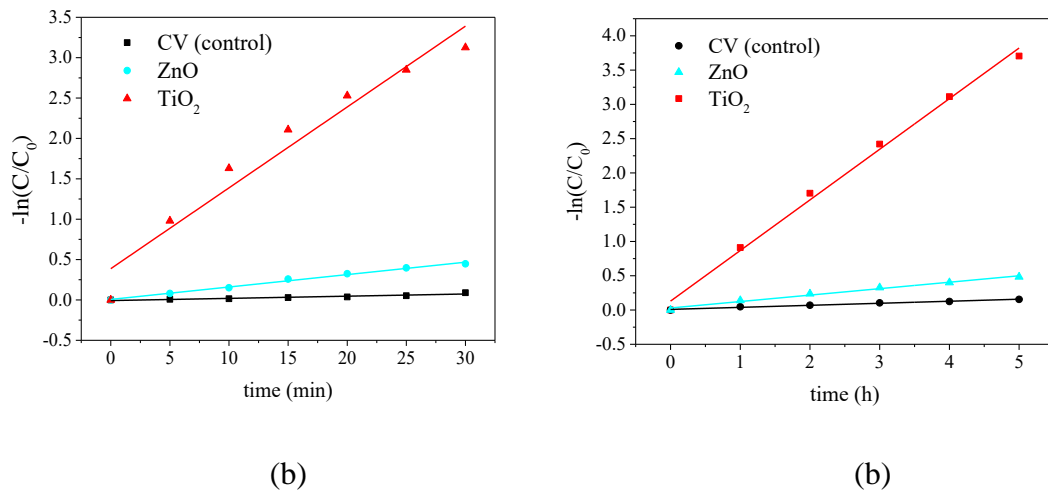 3.5
3.0
2.5
2.0
1.5
1.0
0.5
0.0
-0.5
-ln(C/C₀)
CV (control)
ZnO
TiO₂
0 5 10 15 20 25 30
time (min)
(b)
4.0
3.5
3.0
2.5
2.0
1.5
1.0
0.5
0.0
-0.5
-ln(C/C₀)
CV (control)
ZnO
TiO₂
0 1 2 3 4 5
time (h)
(b)